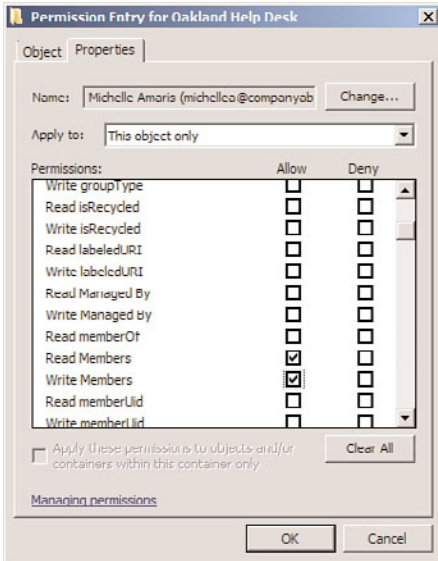 Permission Entry for Oakland Help Desk
Object Properties
Name: Michelle Amaris (michellea@companyab Change...
Apply to: This object only
Permissions: Allow Deny
Write groupType
Read isRecycled
Write isRecycled
Read labeledURI
Write labeledURI
Read Managed By
Write Managed By
Read memberOf
Read Members
Write Members
Read memberUid
Write memberUid
Apply these permissions to objects and/or
containers within this container only
Clear All
Managing permissions
OK Cancel